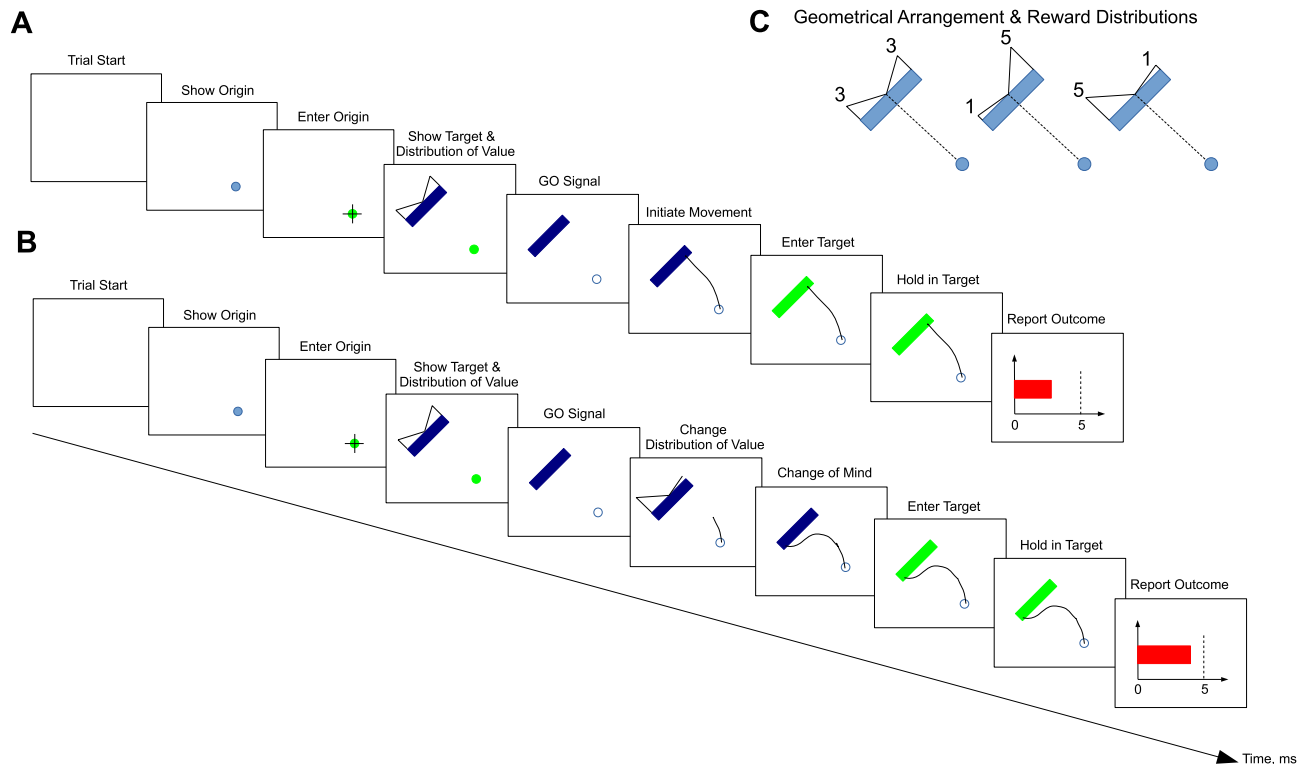 A
Trial Start
Show Origin
Enter Origin
Show Target &
Distribution of Value
GO Signal
Initiate Movement
Enter Target
Hold in Target
Report Outcome
0
5
B
Trial Start
Show Origin
Enter Origin
Show Target &
Distribution of Value
GO Signal
Change
Distribution of Value
Change of Mind
Enter Target
Hold in Target
Report Outcome
0
5
Time, ms
C
Geometrical Arrangement & Reward Distributions
3
3
5
1
1
5